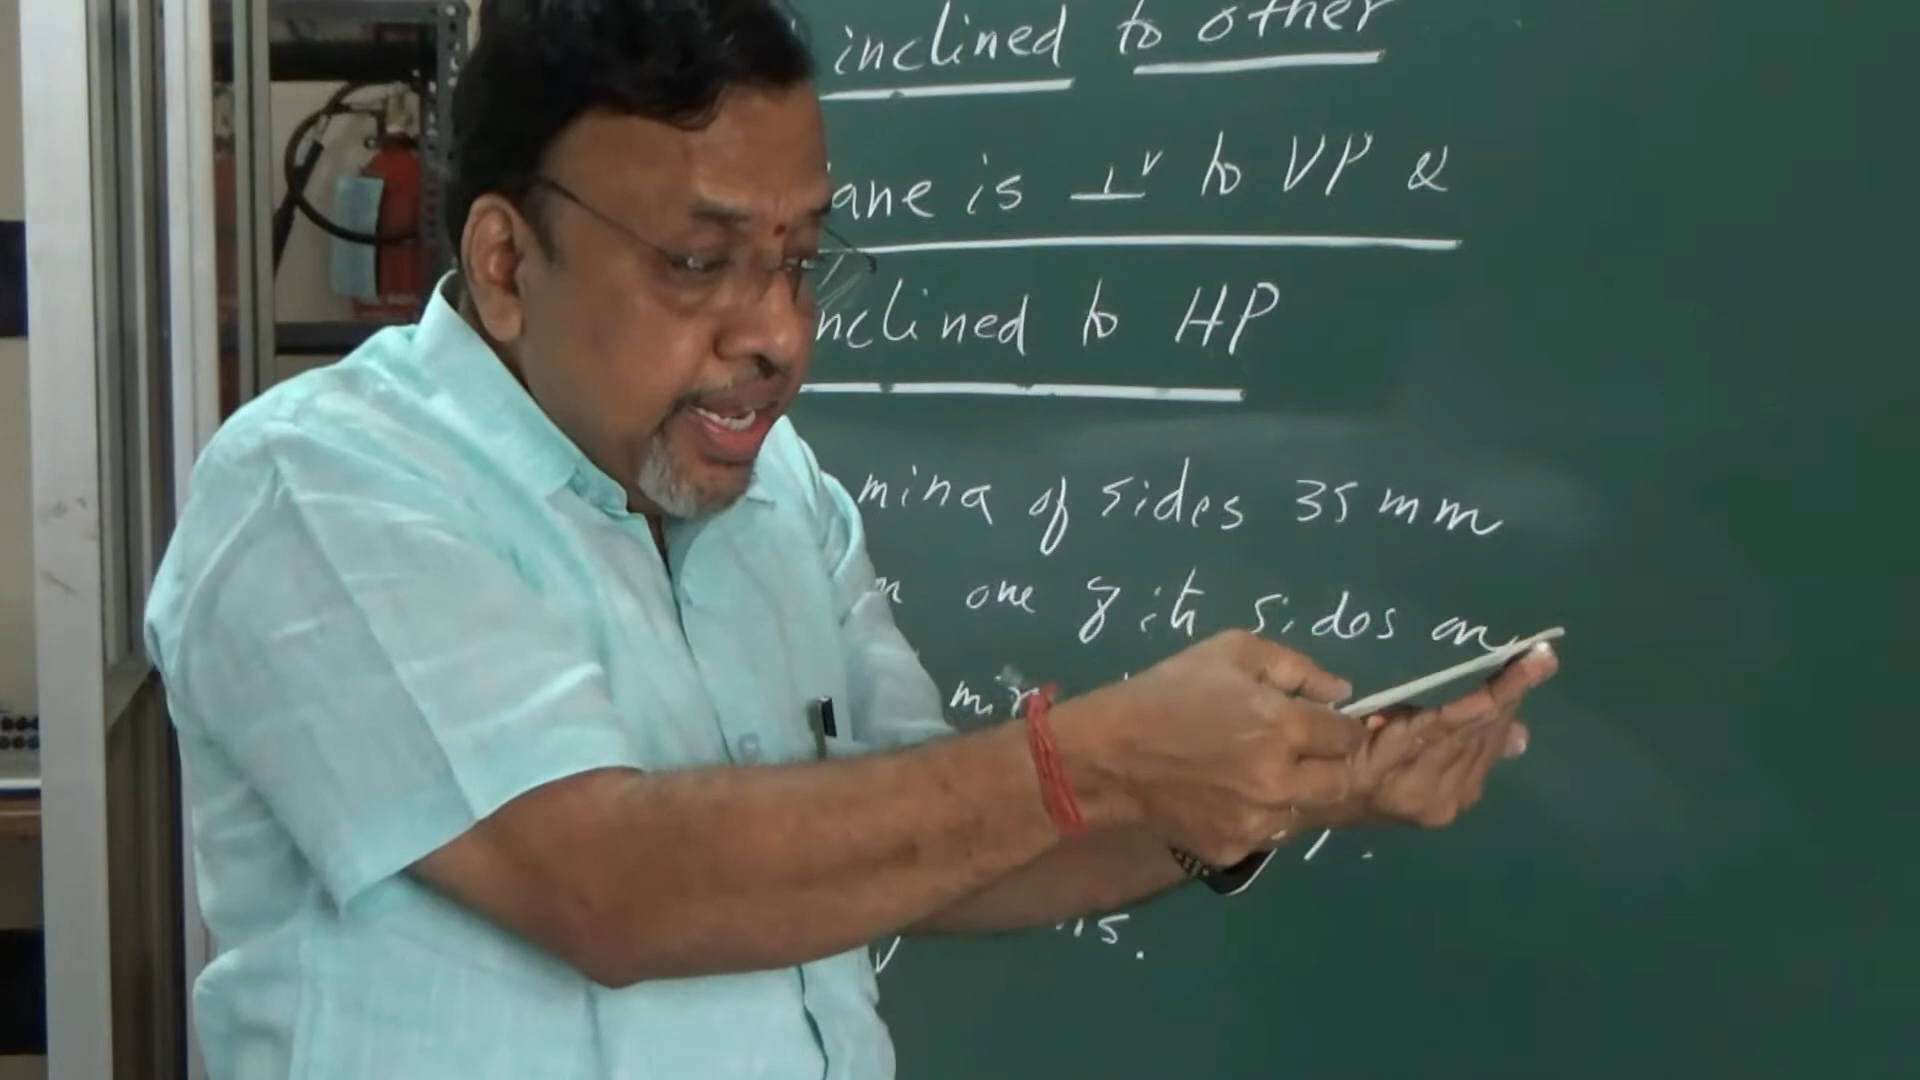 inclined to other
ane is ⊥r to VP &
nclined to HP
mina of sides 35mm
one of its sides on